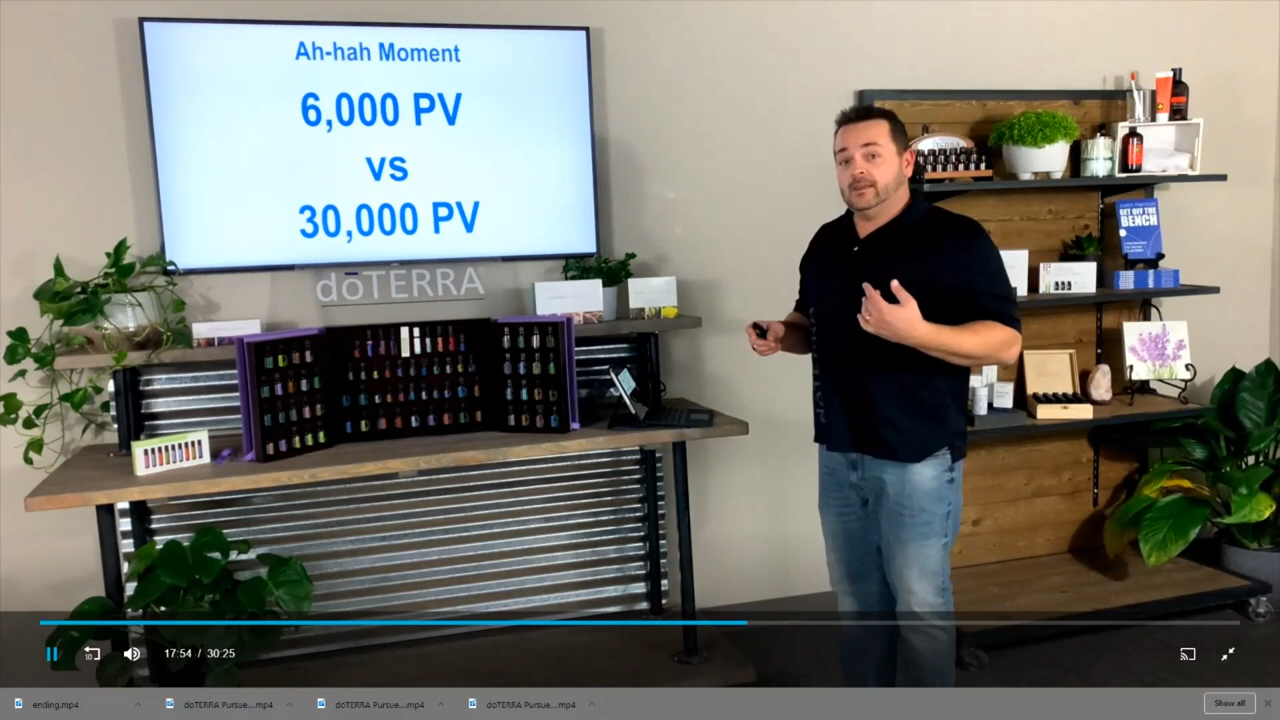 Ah-hah Moment
6,000 PV
vs
30,000 PV
dōTERRA
GET OFF THE
BENCH
17:54 / 30:25
10
ending.mp4
doTERRA Pursue....mp4
doTERRA Pursue....mp4
doTERRA Pursue....mp4
Show all